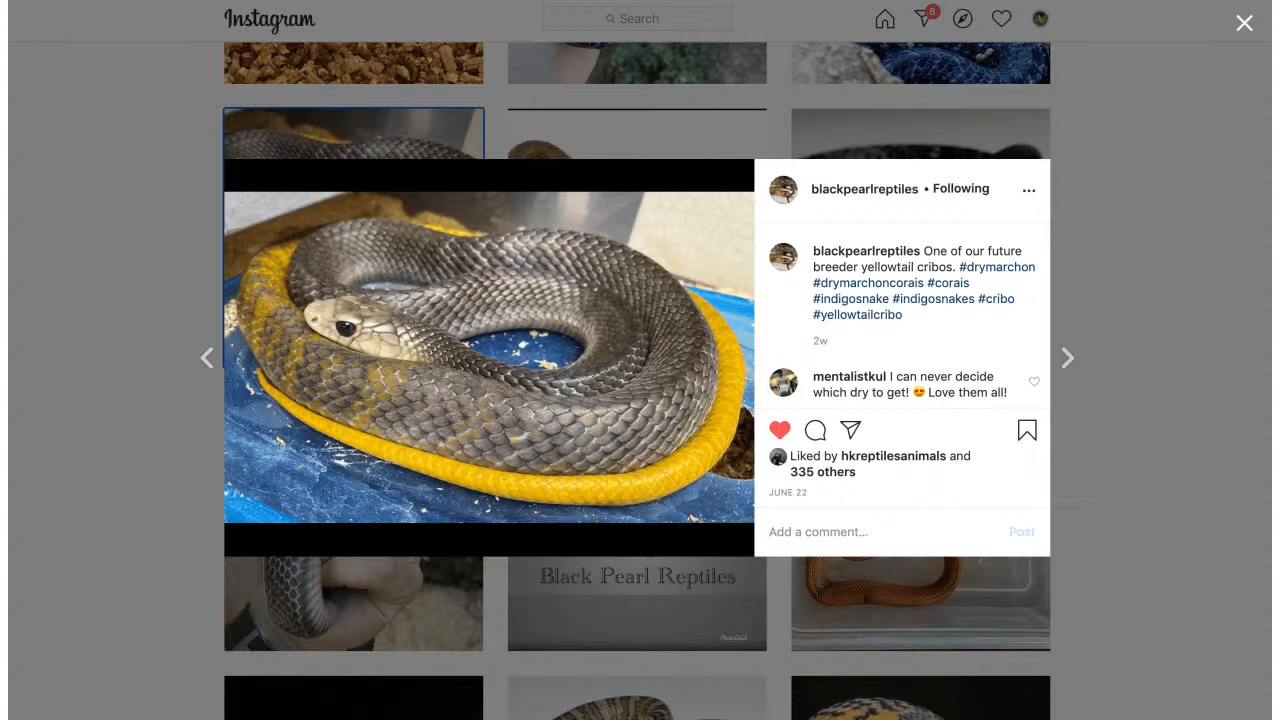 Instagram
Search
8
blackpearlreptiles • Following
blackpearlreptiles One of our future
breeder yellowtail cribos. #drymarchon
#drymarchoncorais #corais
#indigosnake #indigosnakes #cribo
#yellowtailcribo
2w
mentalistkul I can never decide
which dry to get! 😍 Love them all!
Liked by hkreptilesanimals and
335 others
JUNE 22
Add a comment...
Post
Black Pearl Reptiles